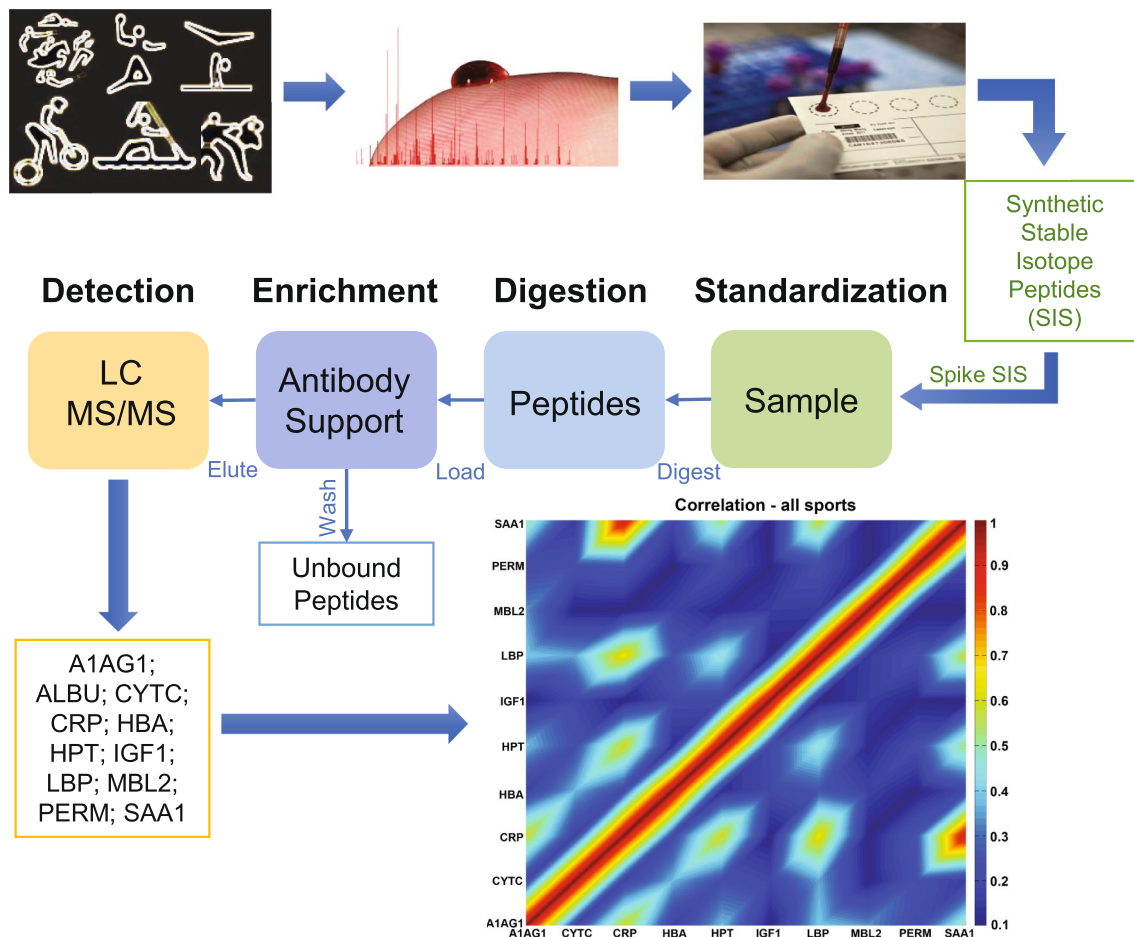 Synthetic
Stable
Isotope
Peptides
(SIS)
Spike SIS
Detection
Enrichment
Digestion
Standardization
LC
MS/MS
Antibody
Support
Peptides
Sample
Elute
Load
Digest
Wash
Unbound
Peptides
A1AG1;
ALBU; CYTC;
CRP; HBA;
HPT; IGF1;
LBP; MBL2;
PERM; SAA1
Correlation - all sports
SAA1
PERM
MBL2
LBP
IGF1
HPT
HBA
CRP
CYTC
A1AG1
A1AG1 CYTC CRP HBA HPT IGF1 LBP MBL2 PERM SAA1
1
0.9
0.8
0.7
0.6
0.5
0.4
0.3
0.2
0.1